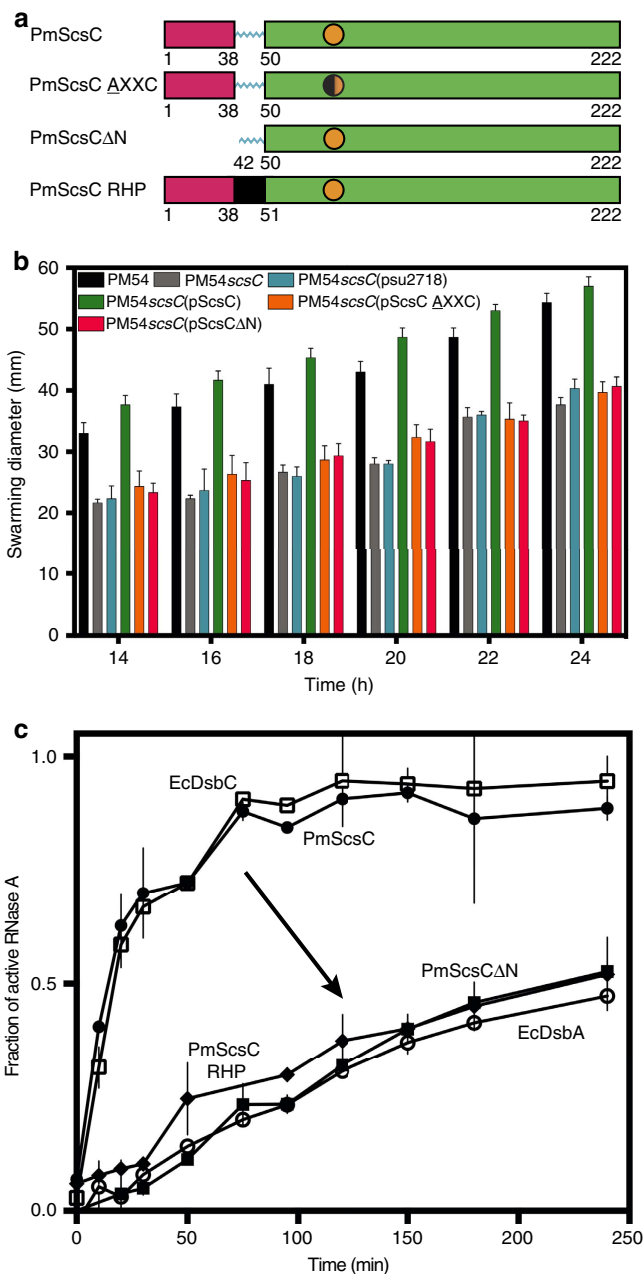 a
PmScsC
1 38 50 222
PmScsC AXXC
1 38 50 222
PmScsCΔN
42 50 222
PmScsC RHP
1 38 51 222
b
PM54 PM54scsC PM54scsC(psu2718)
PM54scsC(pScsC) PM54scsC(pScsC AXXC)
PM54scsC(pScsCΔN)
Swarming diameter (mm)
60
50
40
30
20
10
0
14 16 18 20 22 24
Time (h)
c
Fraction of active RNase A
1.0
0.5
0.0
EcDsbC
PmScsC
PmScsCΔN
EcDsbA
PmScsC
RHP
0 50 100 150 200 250
Time (min)